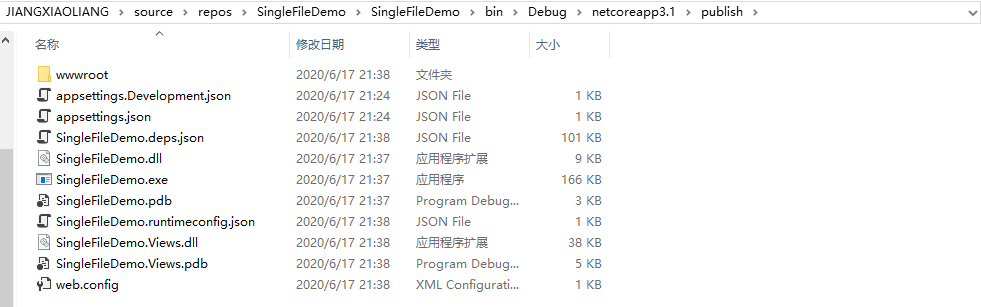 JIANGXIAOLIANG > source > repos > SingleFileDemo > SingleFileDemo > bin > Debug > netcoreapp3.1 > publish >
名称 修改日期 类型 大小
wwwroot 2020/6/17 21:38 文件夹
appsettings.Development.json 2020/6/17 21:24 JSON File 1 KB
appsettings.json 2020/6/17 21:24 JSON File 1 KB
SingleFileDemo.deps.json 2020/6/17 21:38 JSON File 101 KB
SingleFileDemo.dll 2020/6/17 21:37 应用程序扩展 9 KB
SingleFileDemo.exe 2020/6/17 21:37 应用程序 166 KB
SingleFileDemo.pdb 2020/6/17 21:37 Program Debug... 3 KB
SingleFileDemo.runtimeconfig.json 2020/6/17 21:38 JSON File 1 KB
SingleFileDemo.Views.dll 2020/6/17 21:38 应用程序扩展 38 KB
SingleFileDemo.Views.pdb 2020/6/17 21:38 Program Debug... 5 KB
web.config 2020/6/17 21:38 XML Configurati... 1 KB